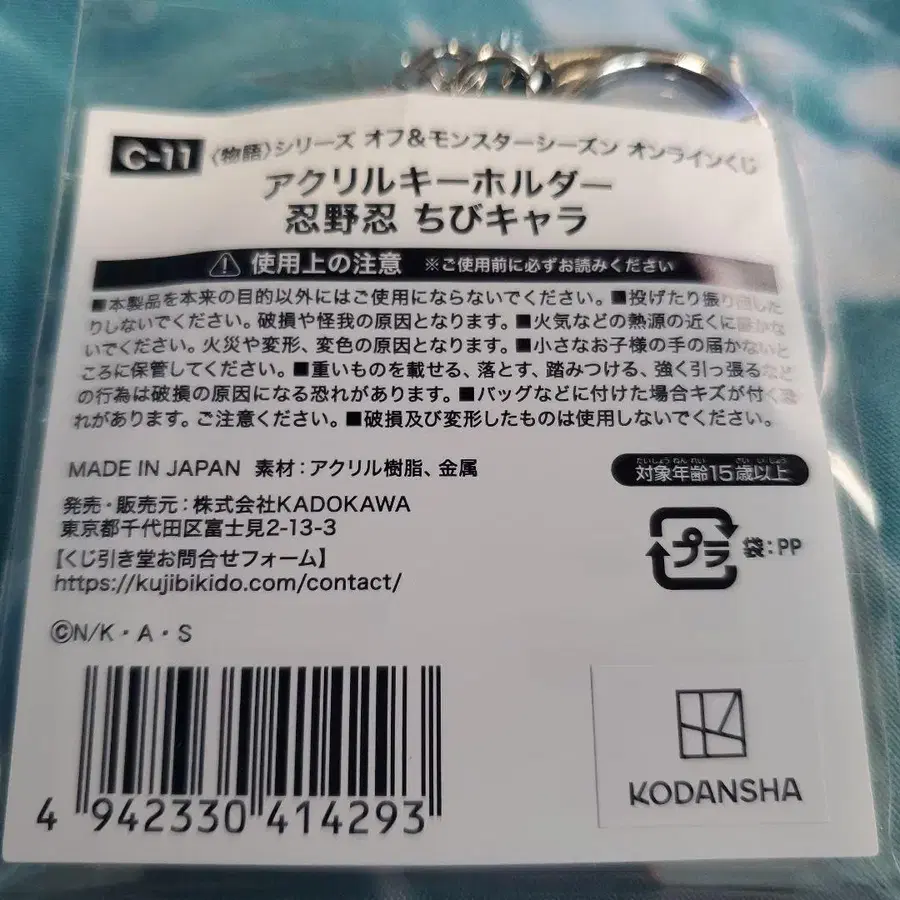 C-11 〈物語〉シリーズ オフ&モンスターシーズン オンラインくじ
アクリルキーホルダー
忍野忍 ちびキャラ
使用上の注意 ※ご使用前に必ずお読みください
■本製品を本来の目的以外にはご使用にならないでください。■投げたり振り回した
りしないでください。破損や怪我の原因となります。■火気などの熱源の近くに置かな
いでください。火災や変形、変色の原因となります。■小さなお子様の手の届かないと
ころに保管してください。■重いものを載せる、落とす、踏みつける、強く引っ張るなど
の行為は破損の原因になる恐れがあります。■バッグなどに付けた場合キズが付く恐
れがあります。ご注意ください。■破損及び変形したものは使用しないでください。
MADE IN JAPAN 素材:アクリル樹脂、金属
たいしょうねんれい さいいじょう
対象年齢15歳以上
発売・販売元:株式会社KADOKAWA
東京都千代田区富士見2-13-3
【くじ引き堂お問合せフォーム】
https://kujibikido.com/contact/
プラ 袋:PP
©N/K・A・S
4 942330 414293
KODANSHA